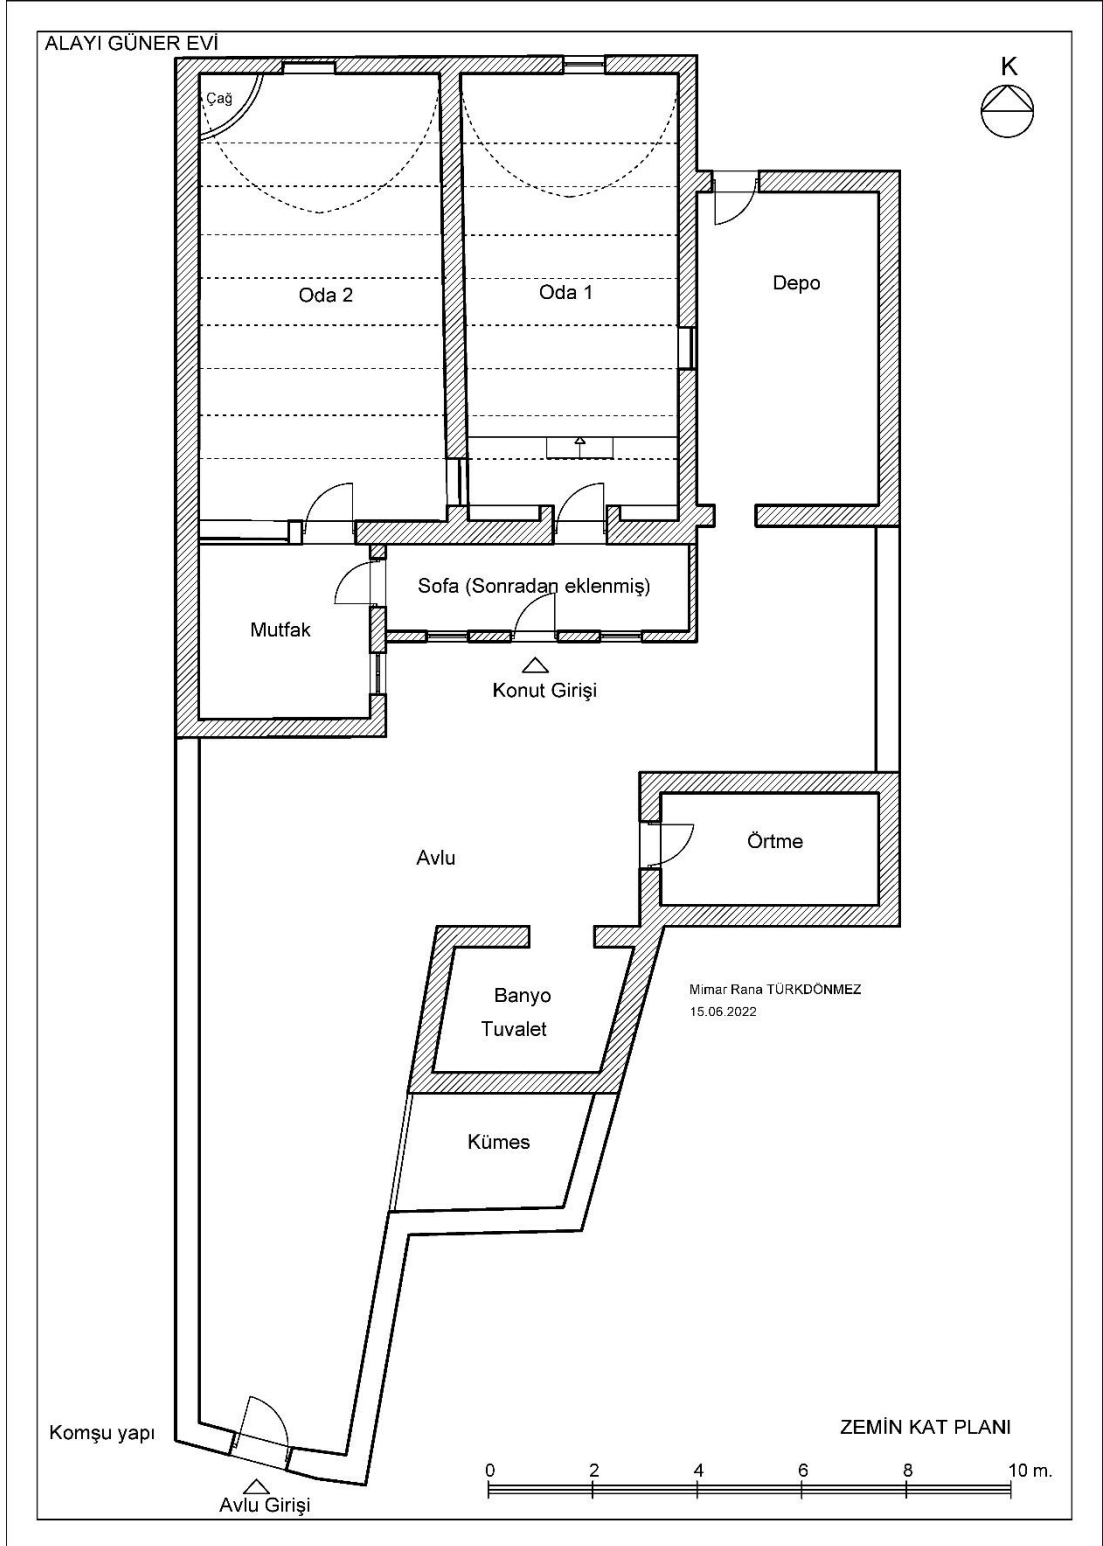 ALAYI GÜNER EVİ
K
Çağ
Depo
Oda 2
Oda 1
Sofa (Sonradan eklenmiş)
Mutfak
Konut Girişi
Örtme
Avlu
Mimar Rana TÜRKDÖNMEZ
15.06.2022
Banyo
Tuvalet
Kümes
Komşu yapı
ZEMİN KAT PLANI
0 2 4 6 8 10 m.
Avlu Girişi